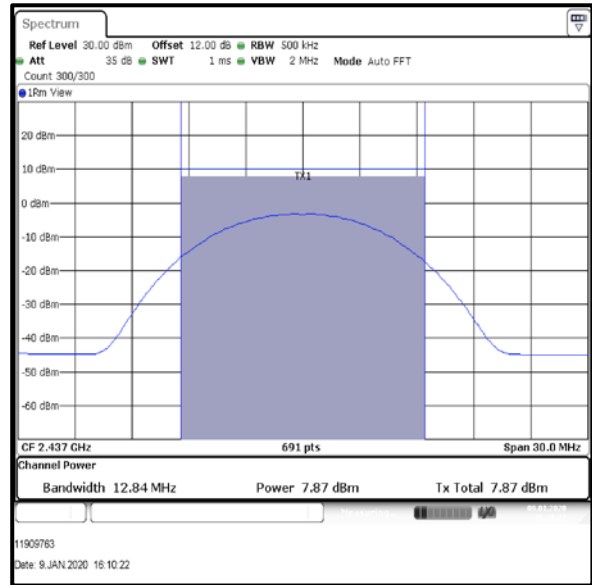 Spectrum
Ref Level 30.00 dBm Offset 12.00 dB RBW 500 kHz
Att 35 dB SWT 1 ms VBW 2 MHz Mode Auto FFT
Count 300/300
1Rm View
20 dBm
10 dBm
TX1
0 dBm
-10 dBm
-20 dBm
-30 dBm
-40 dBm
-50 dBm
-60 dBm
CF 2.437 GHz 691 pts Span 30.0 MHz
Channel Power
Bandwidth 12.84 MHz Power 7.87 dBm Tx Total 7.87 dBm
11909763
Date: 9.JAN.2020 16:10:22